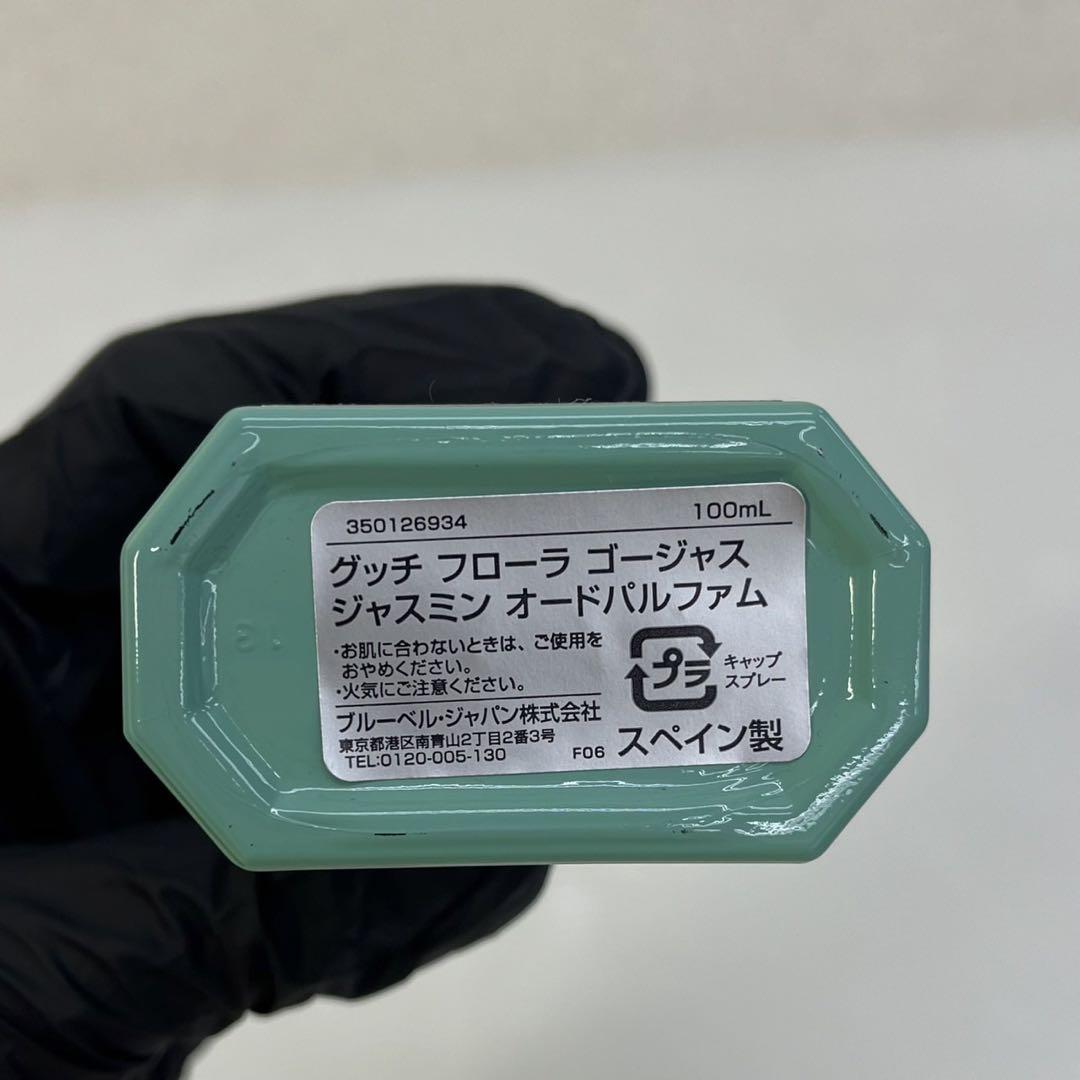 350126934 100mL
グッチ フローラ ゴージャス
ジャスミン オードパルファム
・お肌に合わないときは、ご使用を
おやめください。
・火気にご注意ください。
プラ
キャップ
スプレー
ブルーベル・ジャパン株式会社
東京都港区南青山2丁目2番3号
TEL:0120-005-130
F06
スペイン製